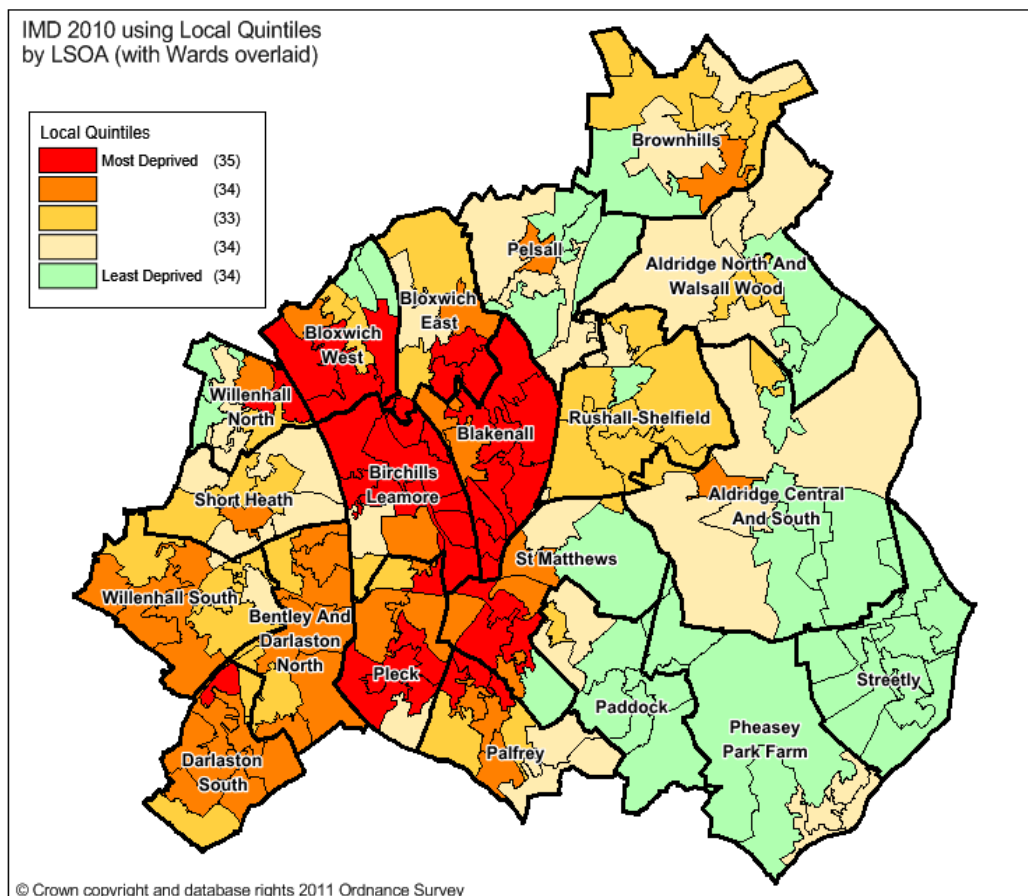 IMD 2010 using Local Quintiles
by LSOA (with Wards overlaid)
Local Quintiles
Most Deprived (35)
(34)
(33)
(34)
Least Deprived (34)
Brownhills
Pelsall
Aldridge North And
Walsall Wood
Bloxwich
East
Bloxwich
West
Willenhall
North
Blakenall
Rushall-Shelfield
Birchills
Leamore
Short Heath
Aldridge Central
And South
St Matthews
Willenhall South
Bentley And
Darlaston
North
Pleck
Paddock
Streetly
Pheasey
Park Farm
Palfrey
Darlaston
South
© Crown copyright and database rights 2011 Ordnance Survey